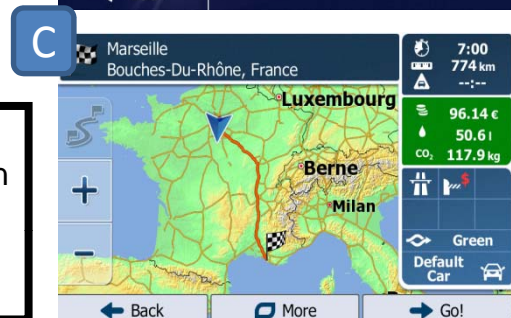 C
Marseille
Bouches-Du-Rhône, France
7:00
774 km
--:--
96.14 €
50.6 l
CO₂ 117.9 kg
$
Green
Default
Car
Luxembourg
Berne
Milan
S
n
+
−
Back
More
Go!